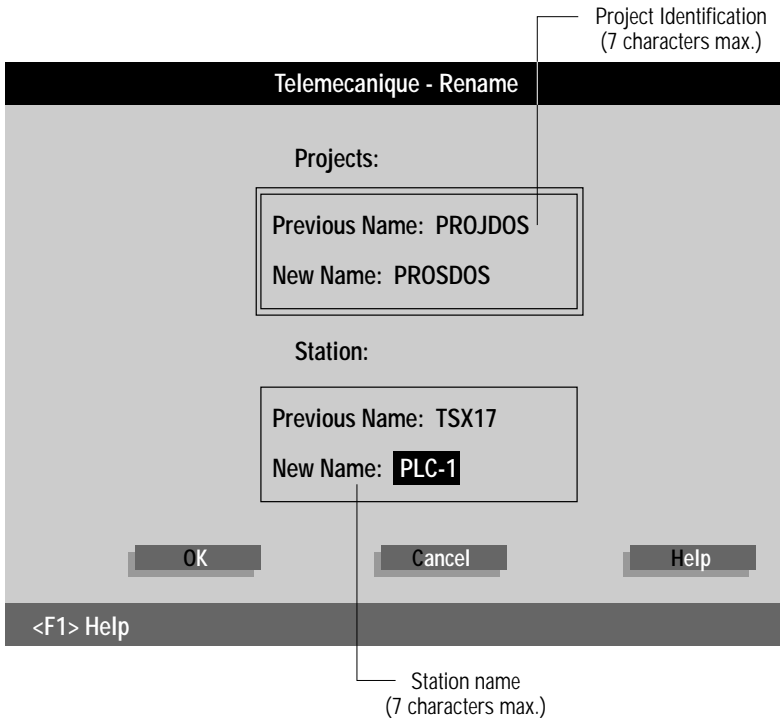 Project Identification
(7 characters max.)
Telemecanique - Rename
Projects:
Previous Name: PROJDOS
New Name: PROSDOS
Station:
Previous Name: TSX17
New Name: PLC-1
OK Cancel Help
<F1> Help
Station name
(7 characters max.)